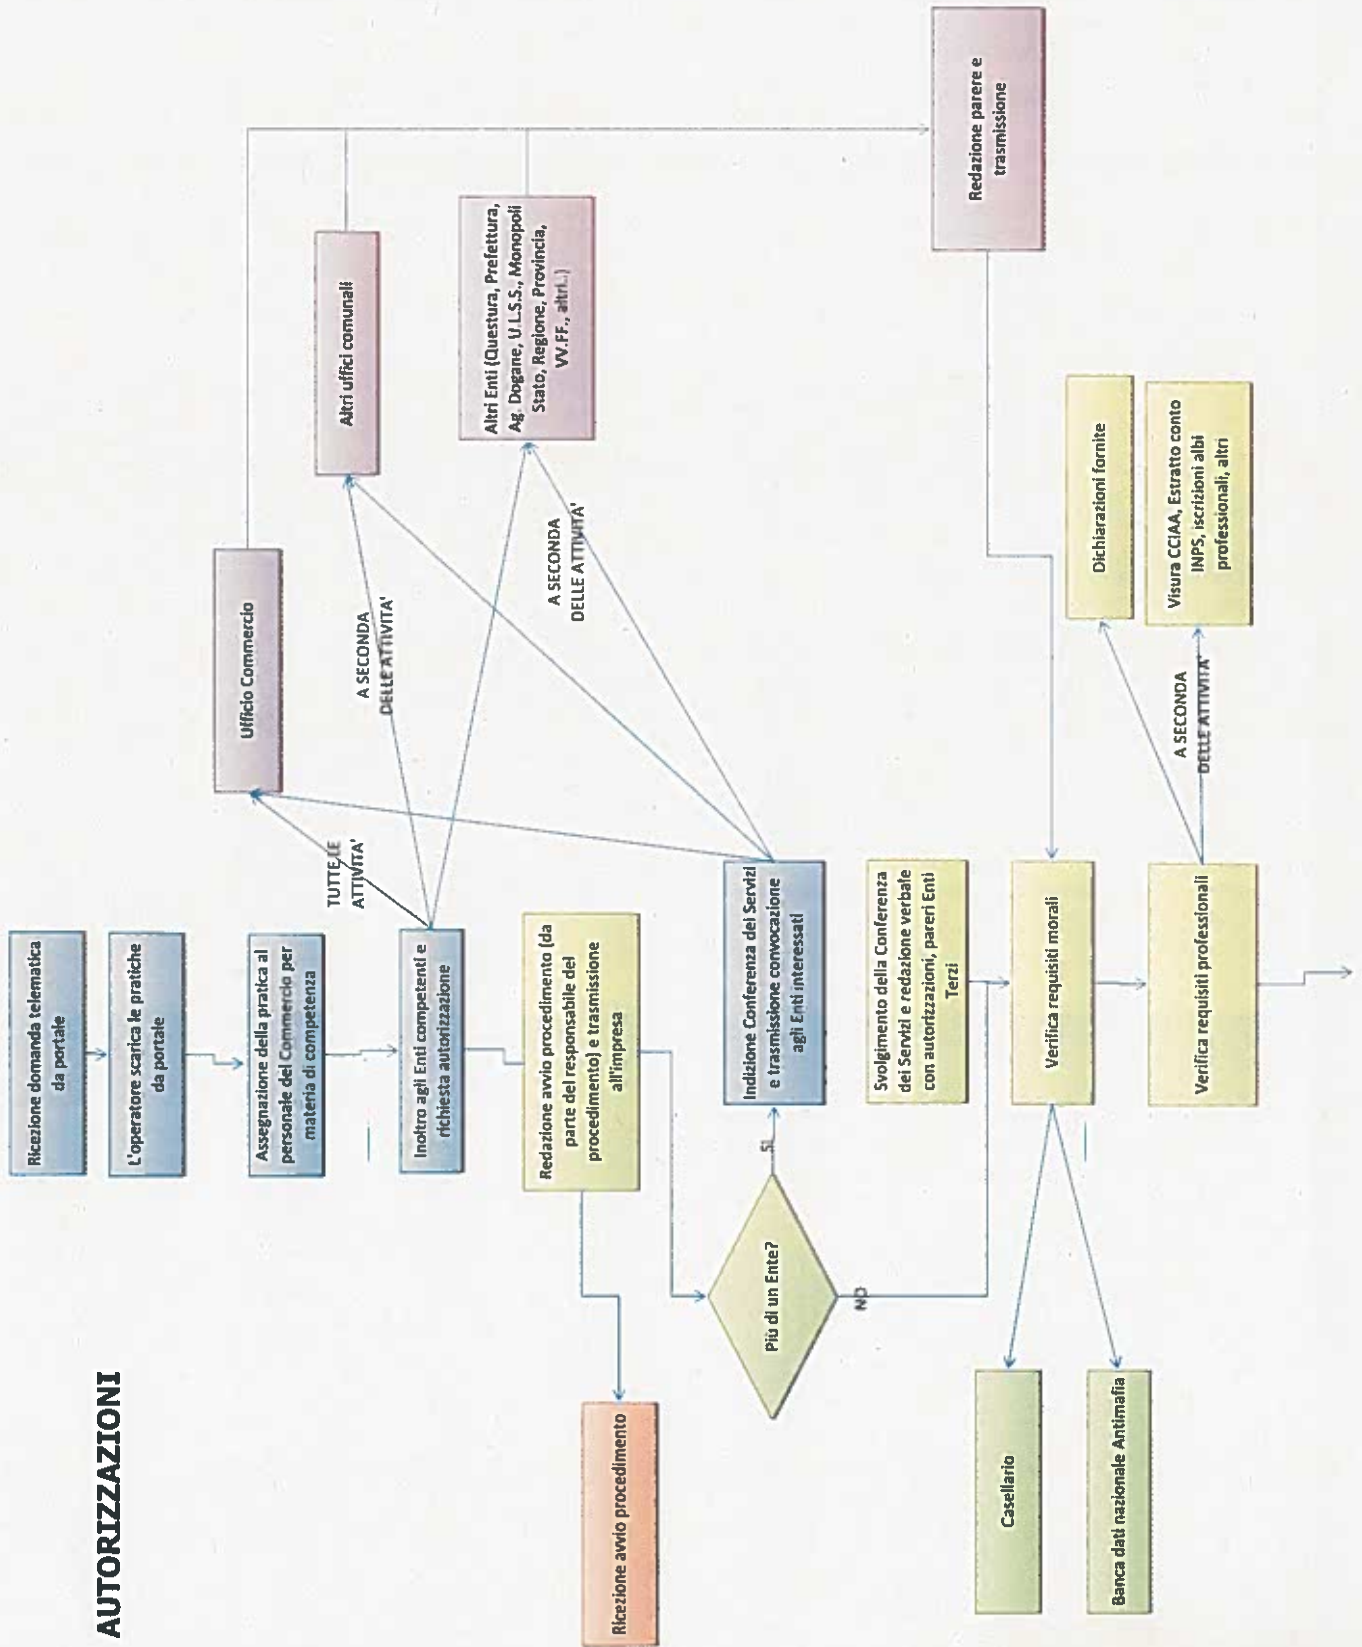 AUTORIZZAZIONI
Ricezione domanda telematica
da portale
L'operatore scarica le pratiche
da portale
Assegnazione della pratica al
personale del Commercio per
materia di competenza
Inoltro agli Enti competenti e
richiesta autorizzazione
TUTTE LE
ATTIVITA'
Ufficio Commercio
A SECONDA
DELLE ATTIVITA'
Altri uffici comunali
Altri Enti (Questura, Prefettura,
Ag. Dogane, U.L.S.S., Monopoli
Stato, Regione, Provincia,
VV.FF., altri..)
A SECONDA
DELLE ATTIVITA'
Redazione avvio procedimento (da
parte del responsabile del
procedimento) e trasmissione
all'impresa
Ricezione avvio procedimento
Più di un Ente?
SI
NO
Indizione Conferenza dei Servizi
e trasmissione convocazione
agli Enti interessati
Svolgimento della Conferenza
dei Servizi e redazione verbale
con autorizzazioni, pareri Enti
Terzi
Redazione parere e
trasmissione
Verifica requisiti morali
Casellario
Banca dati nazionale Antimafia
Verifica requisiti professionali
A SECONDA
DELLE ATTIVITA'
Dichiarazioni fornite
Visura CCIAA, Estratto conto
INPS, iscrizioni albi
professionali, altri